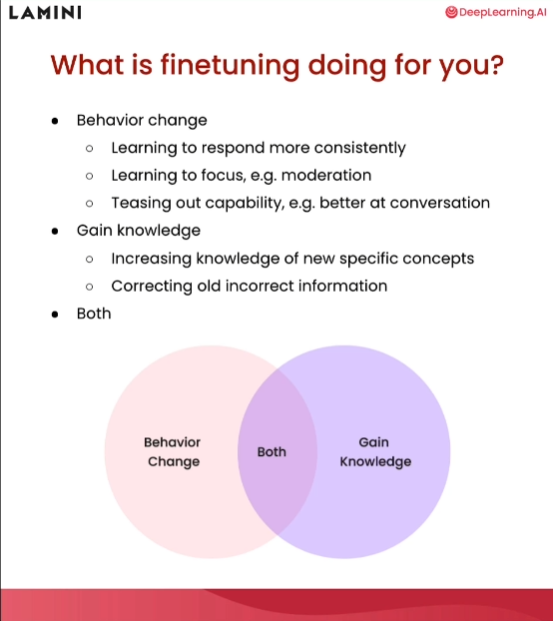 LAMINI
DeepLearning.AI
What is finetuning doing for you?
● Behavior change
○ Learning to respond more consistently
○ Learning to focus, e.g. moderation
○ Teasing out capability, e.g. better at conversation
● Gain knowledge
○ Increasing knowledge of new specific concepts
○ Correcting old incorrect information
● Both
Behavior
Change
Both
Gain
Knowledge